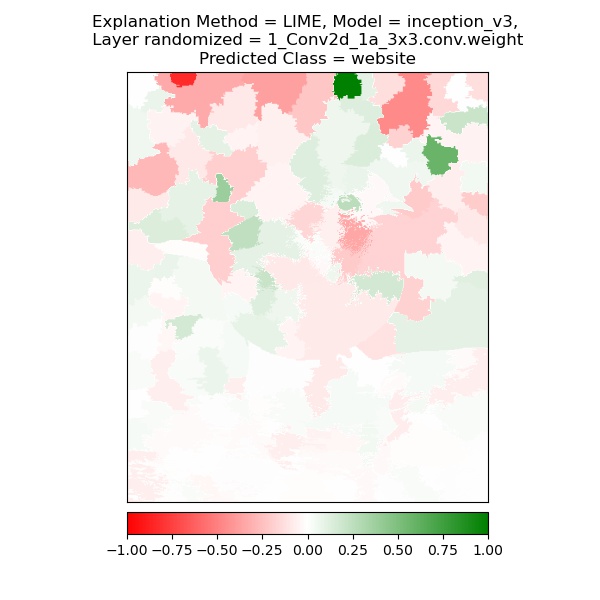 Explanation Method = LIME, Model = inception_v3,
Layer randomized = 1_Conv2d_1a_3x3.conv.weight
Predicted Class = website
−1.00 −0.75 −0.50 −0.25 0.00 0.25 0.50 0.75 1.00